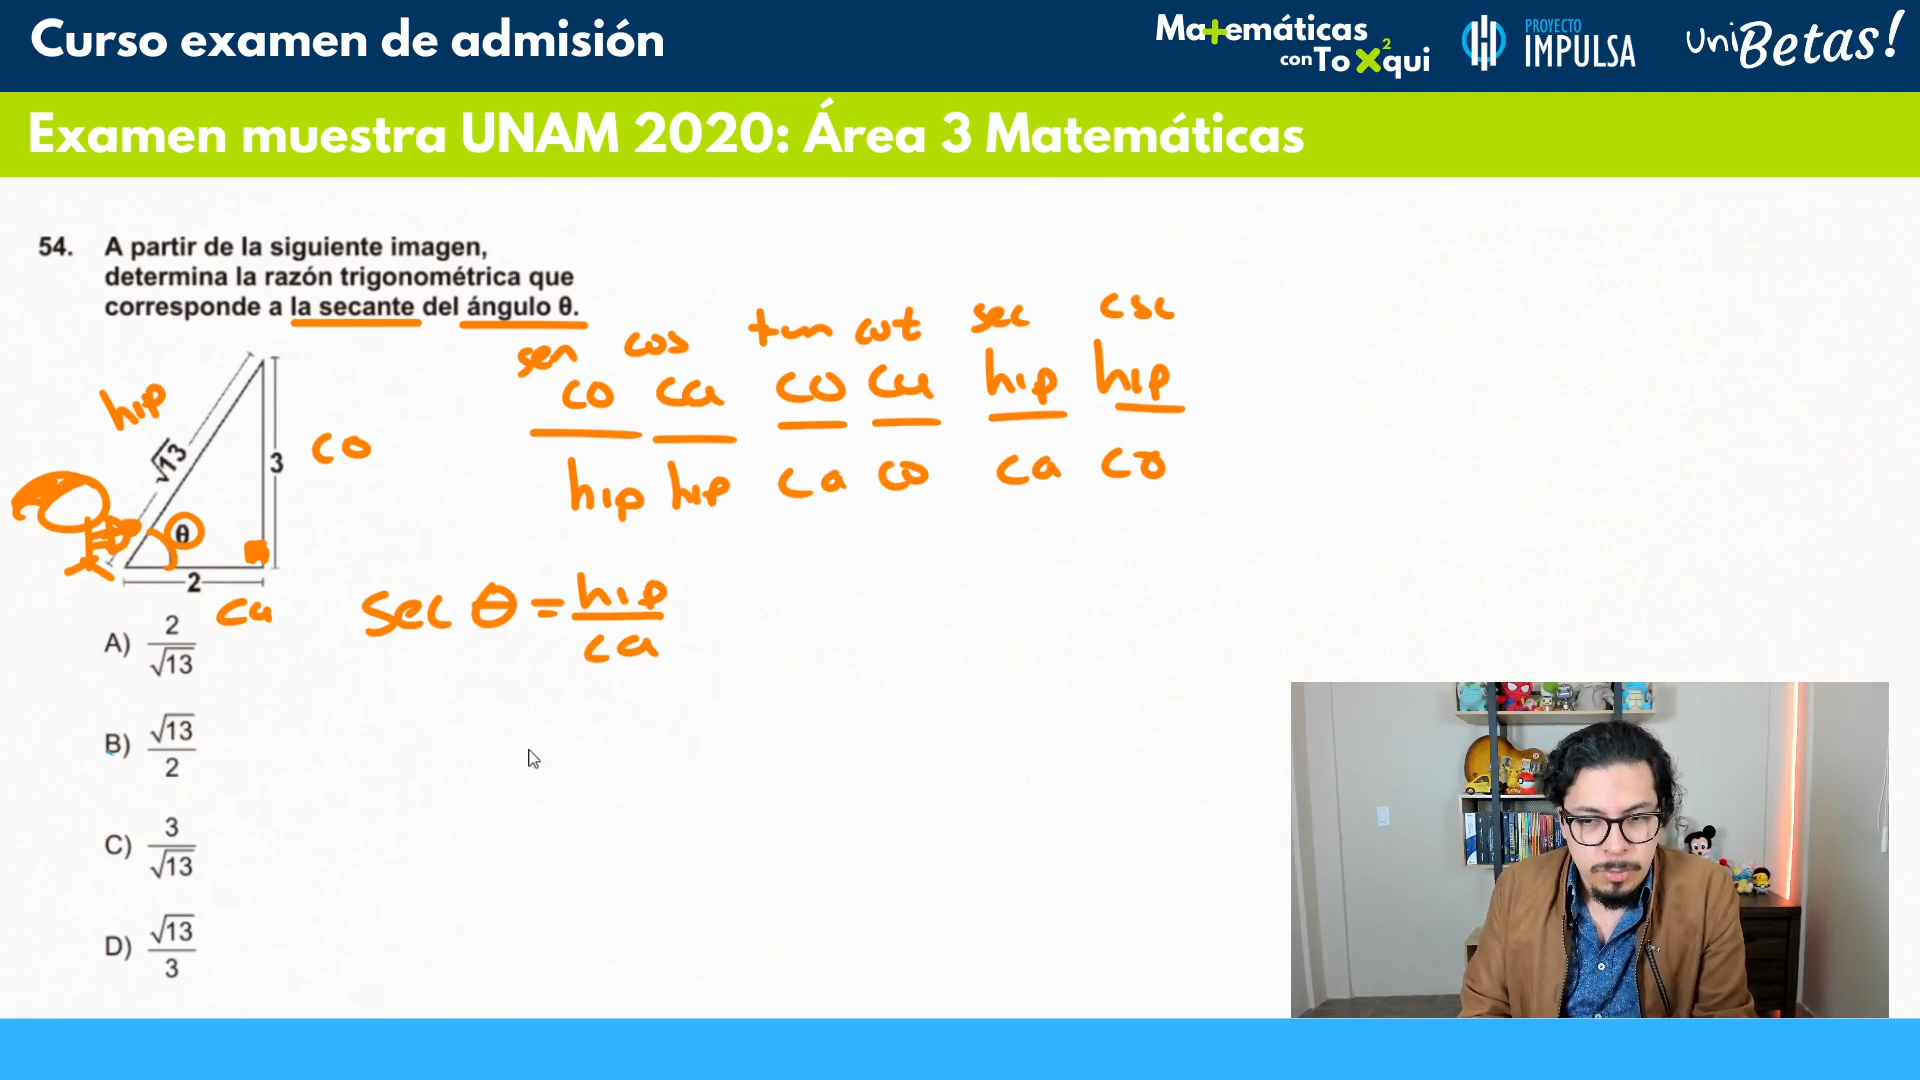 Curso examen de admisión
Matemáticas
con Toxqui
2
PROYECTO
IMPULSA
uniBetas!
Examen muestra UNAM 2020: Área 3 Matemáticas
54. A partir de la siguiente imagen,
determina la razón trigonométrica que
corresponde a la secante del ángulo θ.
sen cos tan cot sec csc
co ca co ca hip hip
hip hip ca co ca co
hip
√13
3
co
θ
2
ca
sec θ = hip
ca
A) 2
√13
B) √13
2
C) 3
√13
D) √13
3